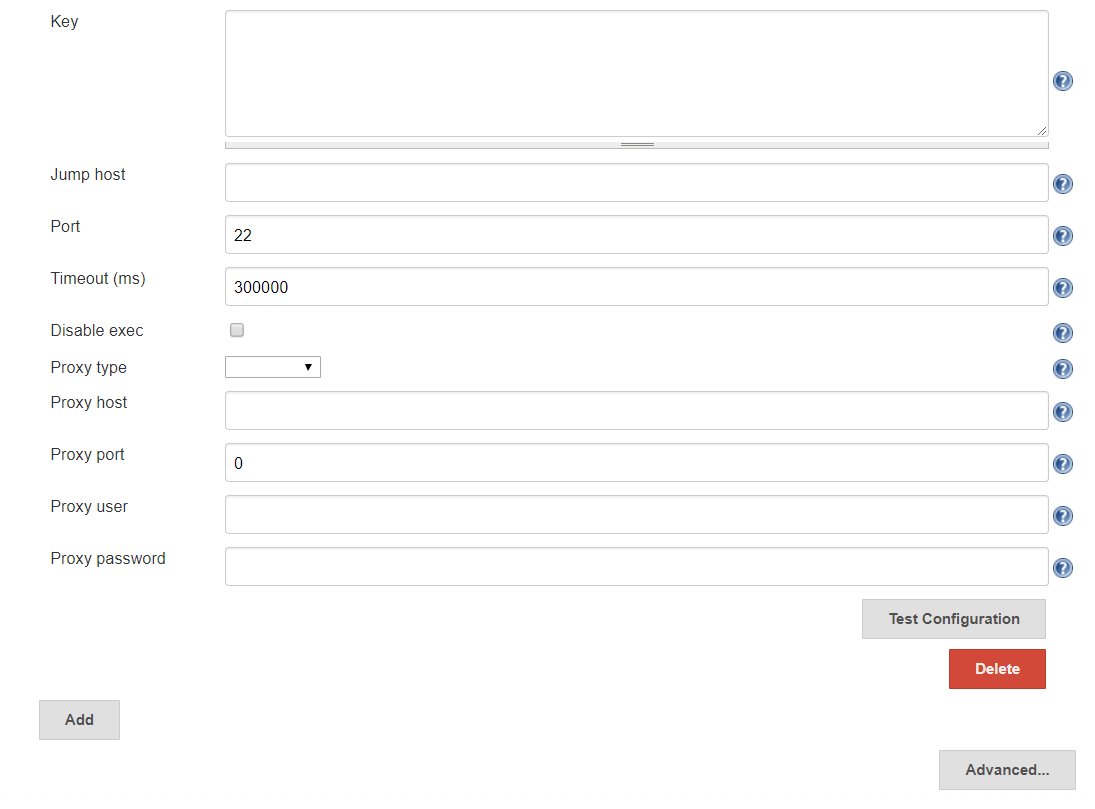 Key
Jump host
Port
22
Timeout (ms)
300000
Disable exec
Proxy type
Proxy host
Proxy port
0
Proxy user
Proxy password
Test Configuration
Delete
Add
Advanced...